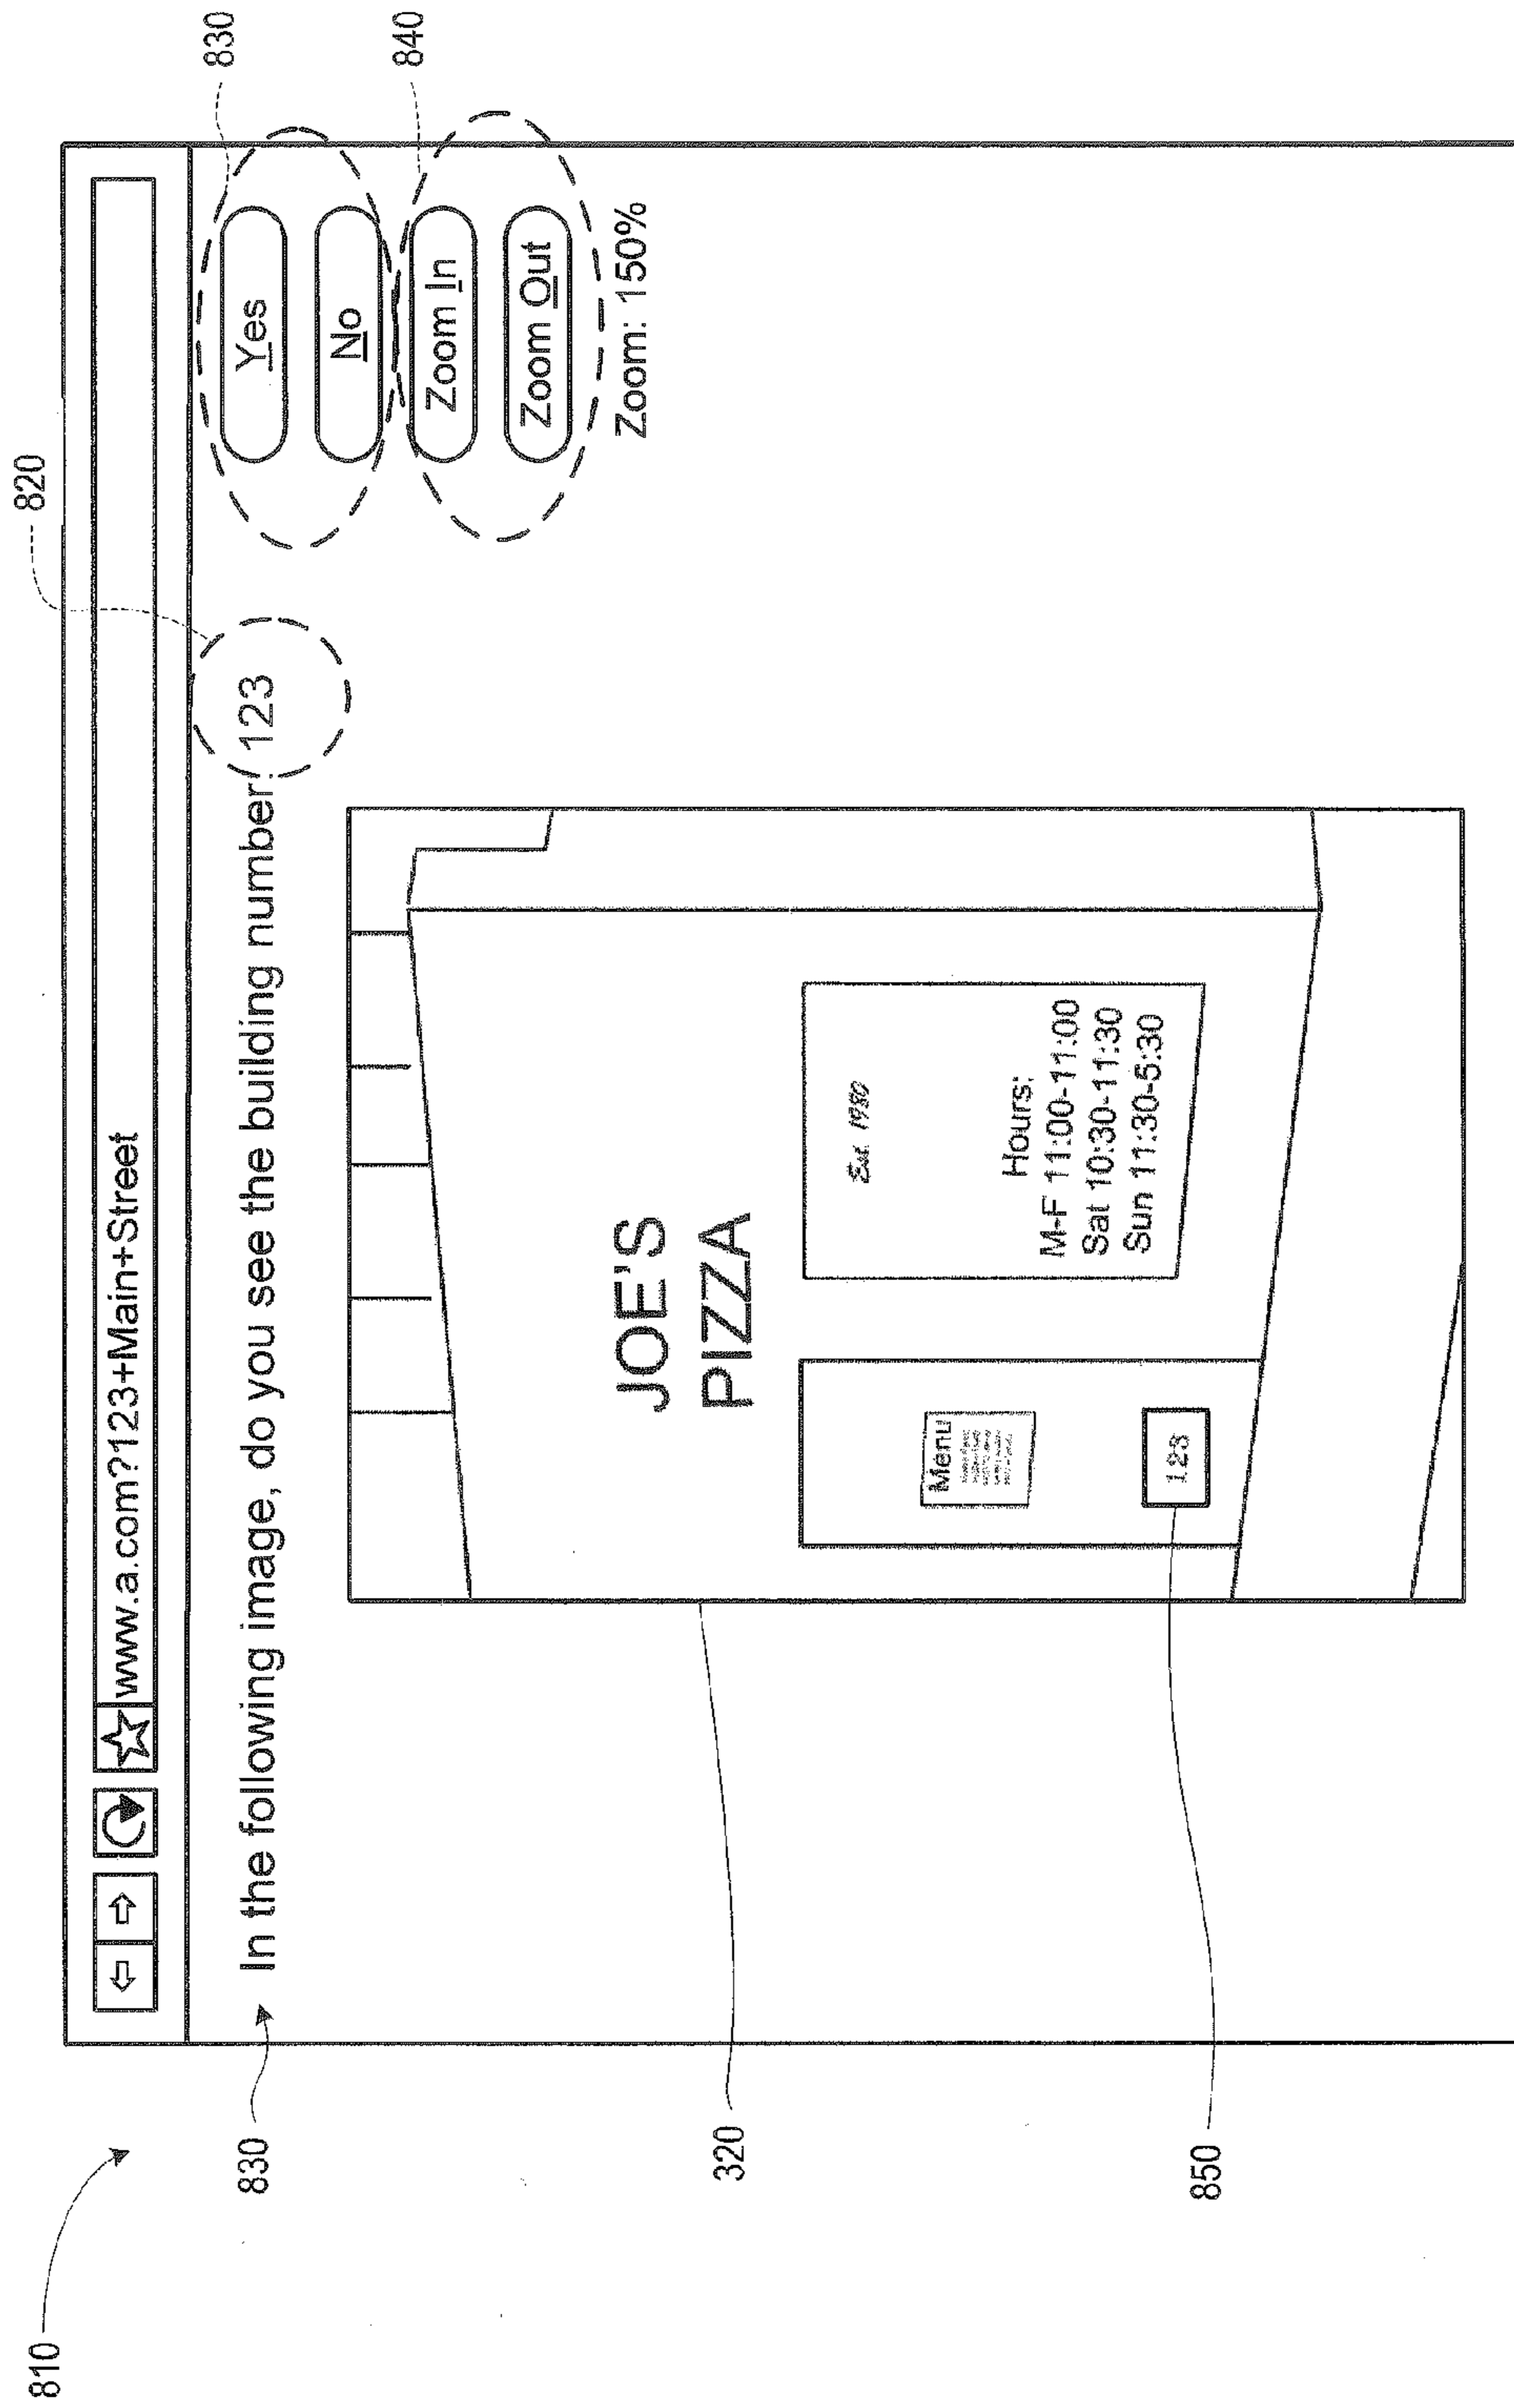 810
820
830
840
www.a.com?123+Main+Street
830
In the following image, do you see the building number 123
Yes
No
Zoom In
Zoom Out
Zoom: 150%
320
JOE'S
PIZZA
Est. 1980
Hours:
M-F 11:00-11:00
Sat 10:30-11:30
Sun 11:30-5:30
Menu
123
850